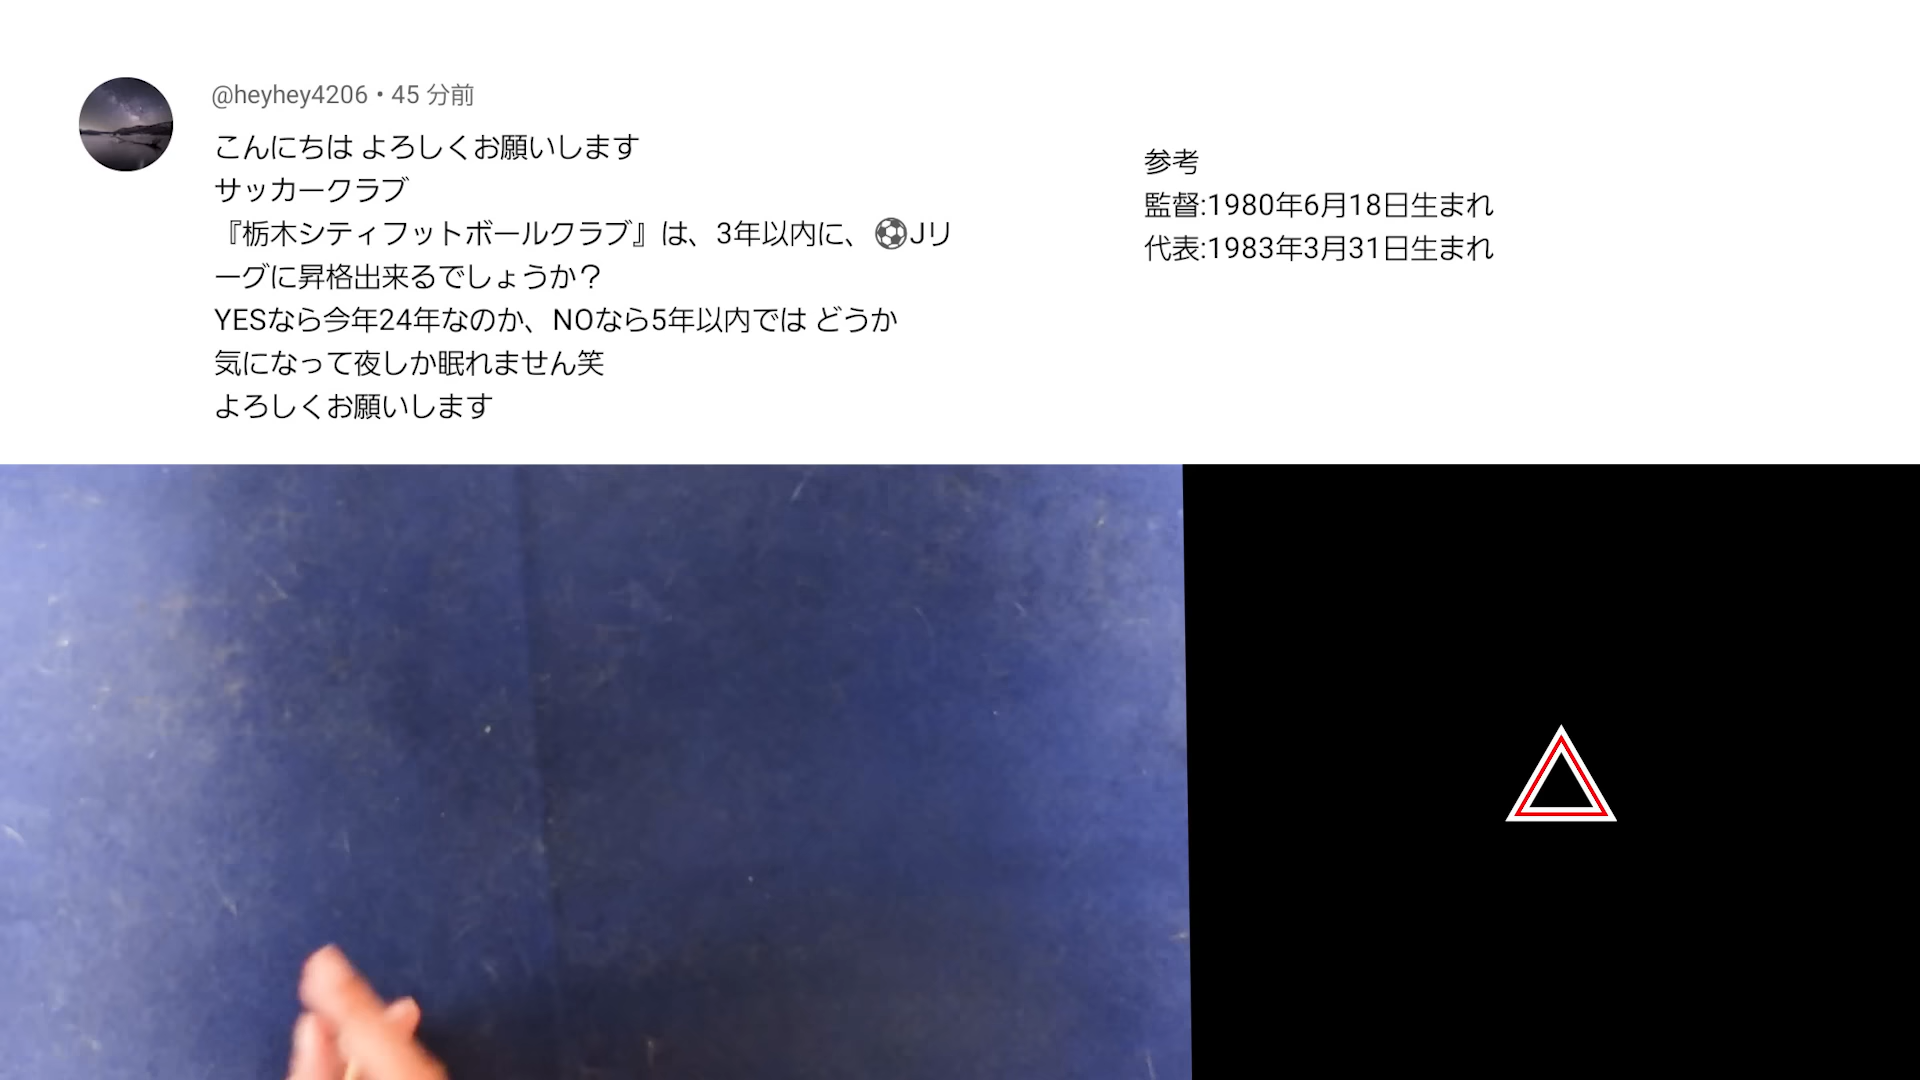 @heyhey4206 • 45 分前
こんにちは よろしくお願いします
サッカークラブ
『栃木シティフットボールクラブ』は、3年以内に、⚽Jリ
ーグに昇格出来るでしょうか？
YESなら今年24年なのか、NOなら5年以内では どうか
気になって夜しか眠れません笑
よろしくお願いします
参考
監督:1980年6月18日生まれ
代表:1983年3月31日生まれ